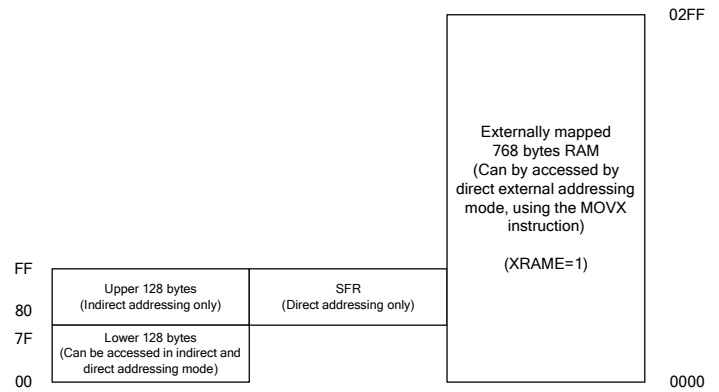 02FF
Externally mapped
768 bytes RAM
(Can by accessed by
direct external addressing
mode, using the MOVX
instruction)
(XRAME=1)
FF
Upper 128 bytes
(Indirect addressing only)
SFR
(Direct addressing only)
80
7F
Lower 128 bytes
(Can be accessed in indirect and
direct addressing mode)
00
0000